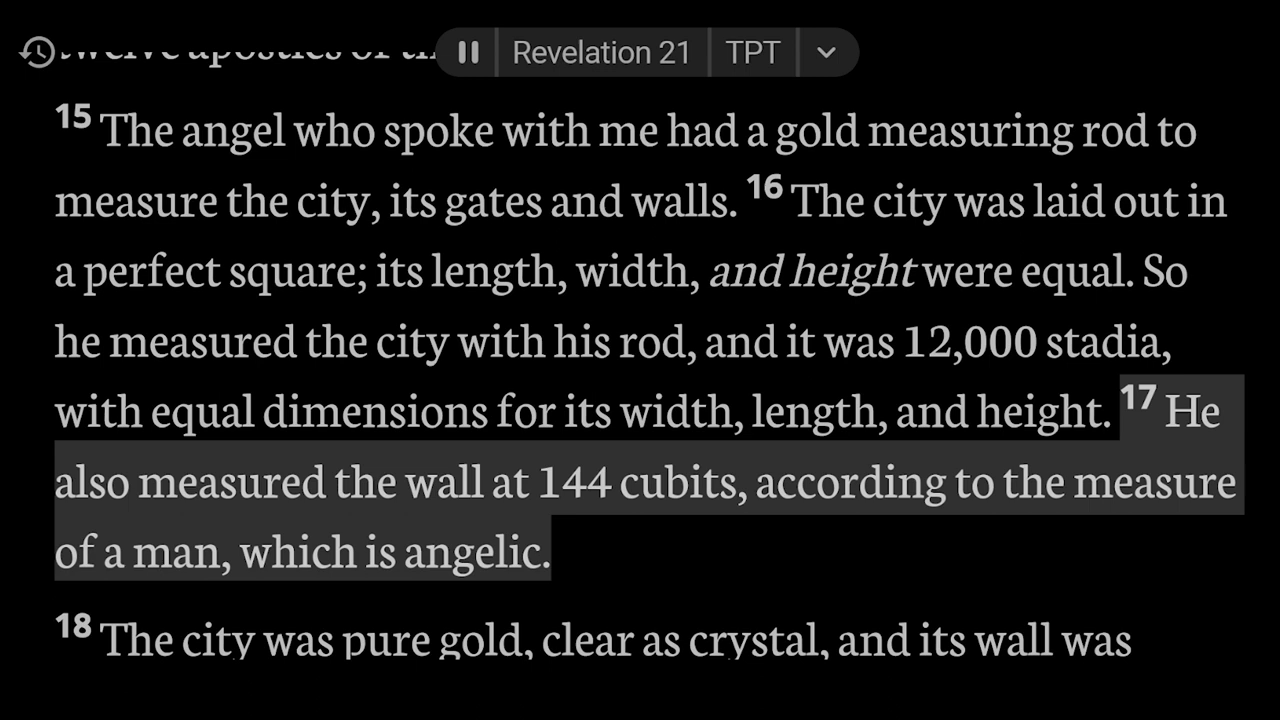 twelve apostles of
Revelation 21 TPT
15 The angel who spoke with me had a gold measuring rod to
measure the city, its gates and walls. 16 The city was laid out in
a perfect square; its length, width, and height were equal. So
he measured the city with his rod, and it was 12,000 stadia,
with equal dimensions for its width, length, and height. 17 He
also measured the wall at 144 cubits, according to the measure
of a man, which is angelic.
18 The city was pure gold, clear as crystal, and its wall was